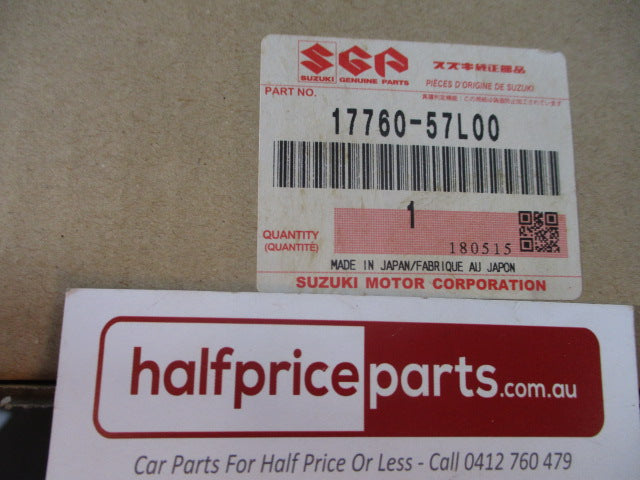 SGP
SUZUKI GENUINE PARTS
スズキ純正部品
PIÈCES D'ORIGINE DE SUZUKI
PART NO.
17760-57L00
1
QUANTITY
(QUANTITÉ)
180515
MADE IN JAPAN/FABRIQUE AU JAPON
SUZUKI MOTOR CORPORATION
halfpriceparts.com.au
Car Parts For Half Price Or Less - Call 0412 760 479